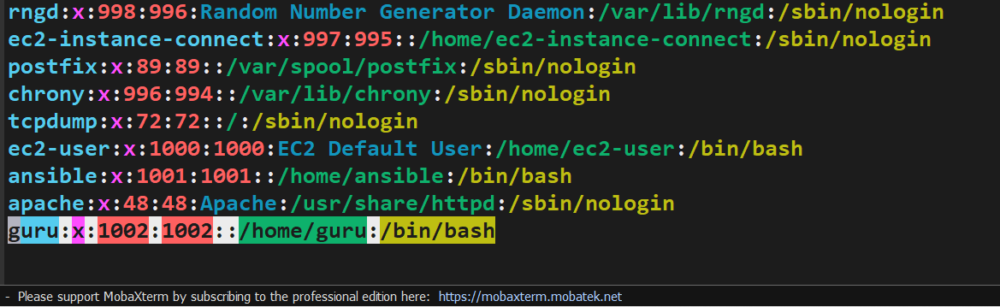 rngd:x:998:996:Random Number Generator Daemon:/var/lib/rngd:/sbin/nologin
ec2-instance-connect:x:997:995::/home/ec2-instance-connect:/sbin/nologin
postfix:x:89:89::/var/spool/postfix:/sbin/nologin
chrony:x:996:994::/var/lib/chrony:/sbin/nologin
tcpdump:x:72:72::/:/sbin/nologin
ec2-user:x:1000:1000:EC2 Default User:/home/ec2-user:/bin/bash
ansible:x:1001:1001::/home/ansible:/bin/bash
apache:x:48:48:Apache:/usr/share/httpd:/sbin/nologin
guru:x:1002:1002::/home/guru:/bin/bash
- Please support MobaXterm by subscribing to the professional edition here: https://mobaxterm.mobatek.net